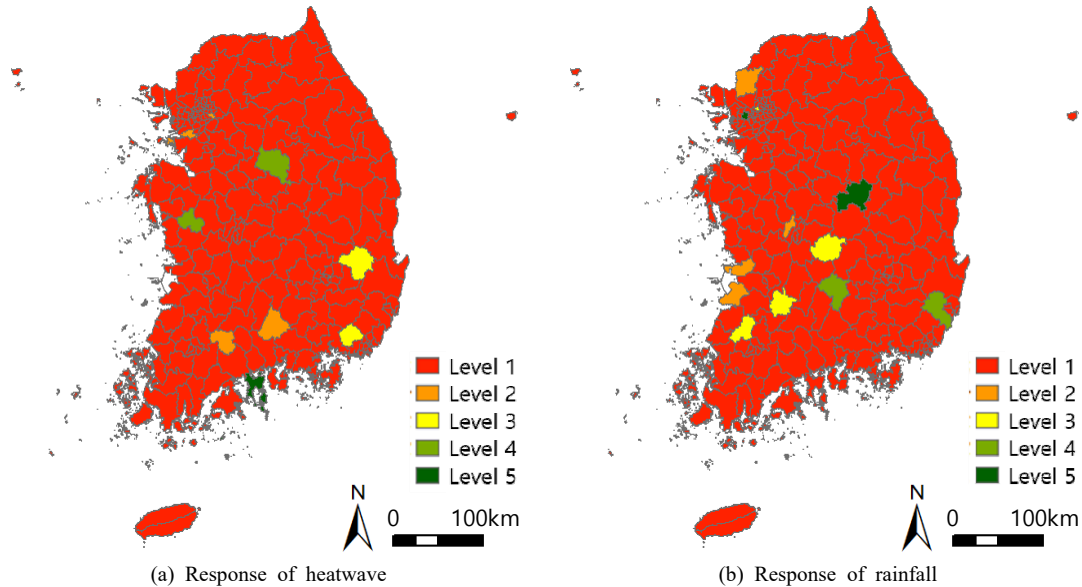 Level 1
Level 2
Level 3
Level 4
Level 5
N
0 100km
(a) Response of heatwave
Level 1
Level 2
Level 3
Level 4
Level 5
N
0 100km
(b) Response of rainfall